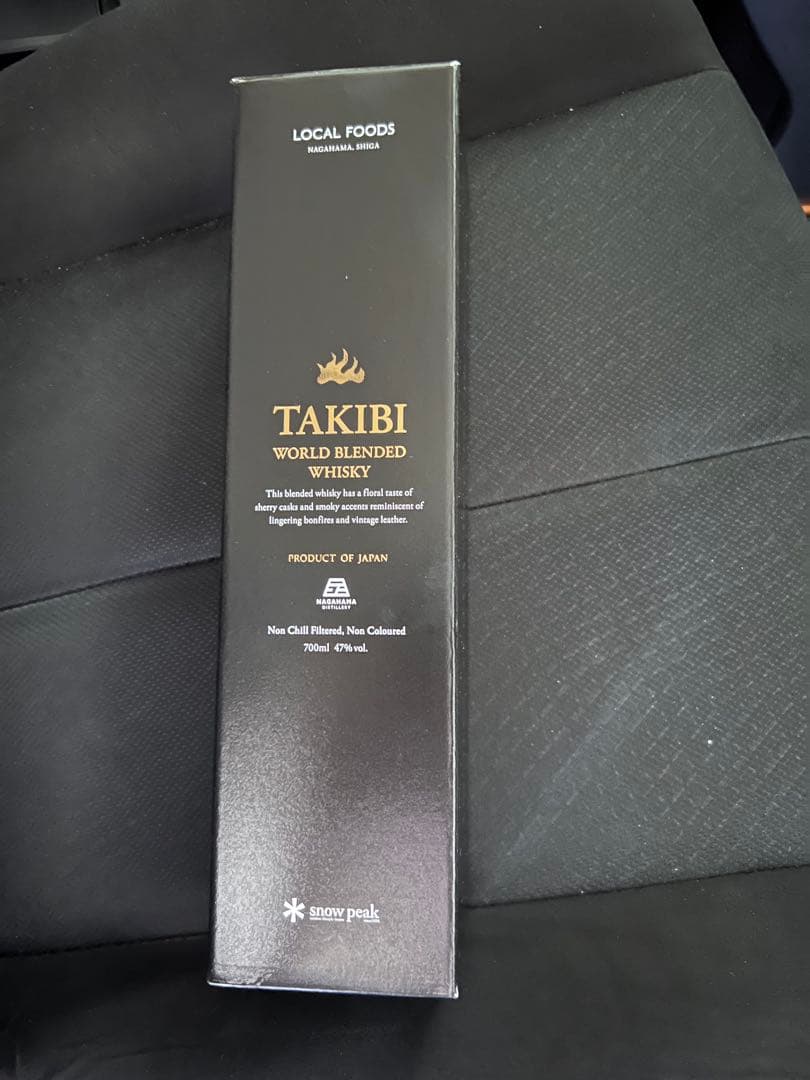 LOCAL FOODS
NAGAHAMA, SHIGA
TAKIBI
WORLD BLENDED
WHISKY
This blended whisky has a floral taste of
sherry casks and smoky accents reminiscent of
lingering bonfires and vintage leather.
PRODUCT OF JAPAN
NAGAHAMA
DISTILLERY
Non Chill Filtered, Non Coloured
700ml 47% vol.
snow peak